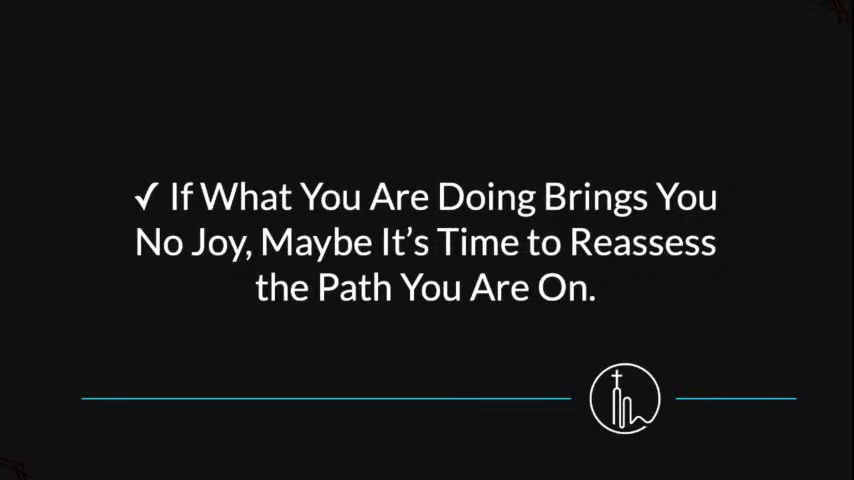 ✓ If What You Are Doing Brings You
No Joy, Maybe It’s Time to Reassess
the Path You Are On.